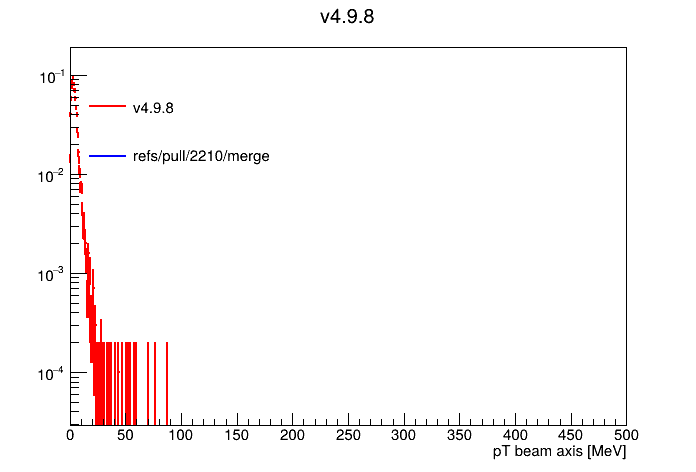 v4.9.8
10⁻¹
v4.9.8
refs/pull/2210/merge
10⁻²
10⁻³
10⁻⁴
0 50 100 150 200 250 300 350 400 450 500
pT beam axis [MeV]